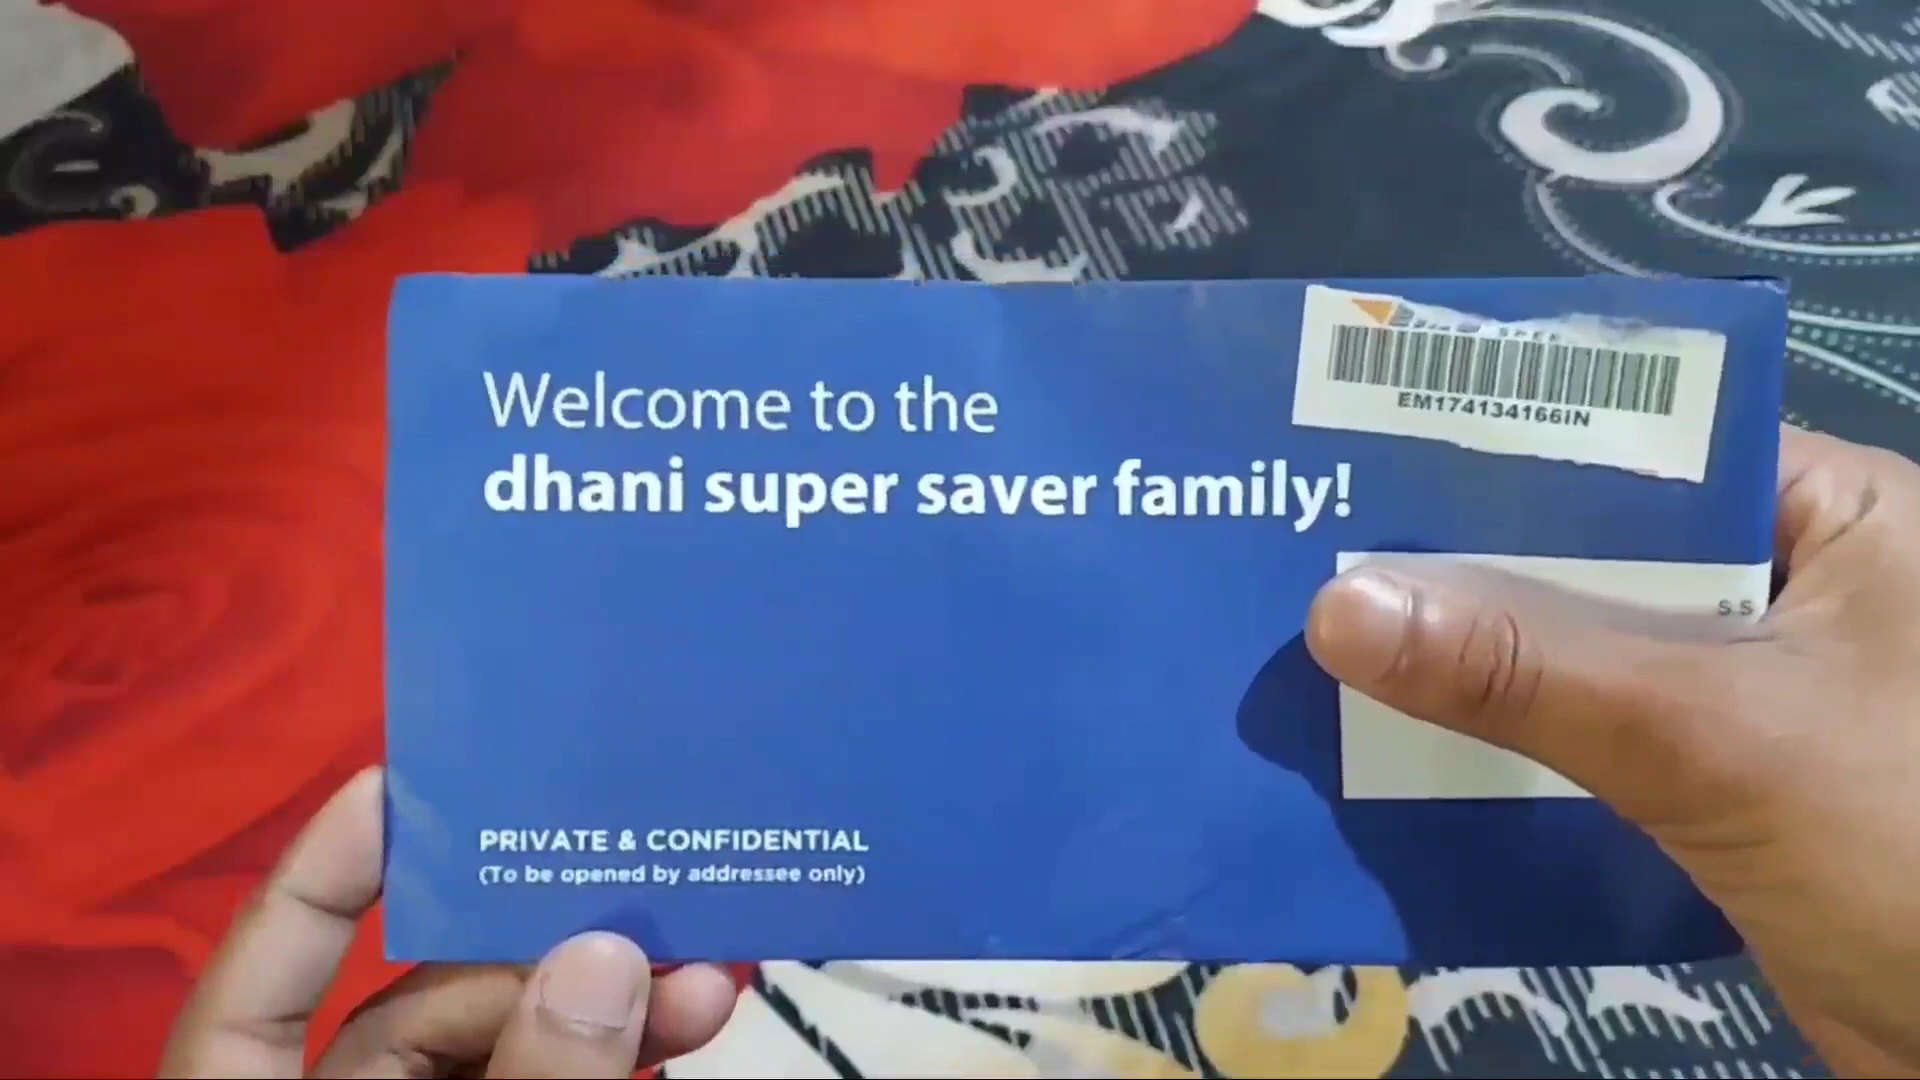 Welcome to the
dhani super saver family!
EM174134166IN
S S
PRIVATE & CONFIDENTIAL
(To be opened by addressee only)